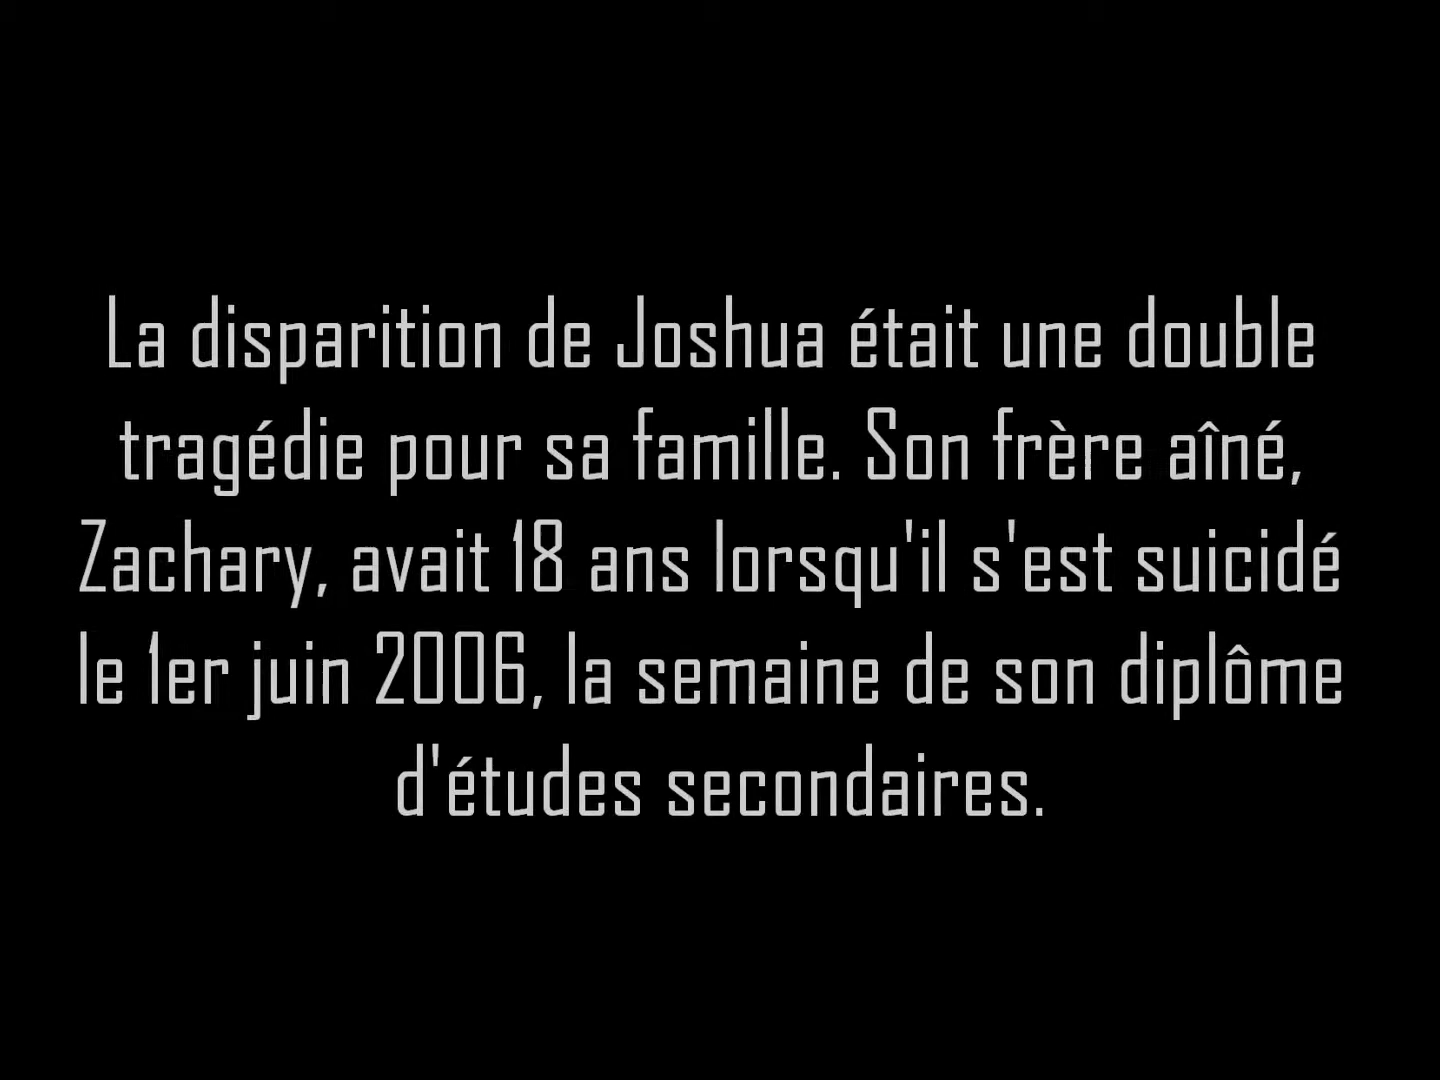 La disparition de Joshua était une double
tragédie pour sa famille. Son frère aîné,
Zachary, avait 18 ans lorsqu'il s'est suicidé
le 1er juin 2006, la semaine de son diplôme
d'études secondaires.